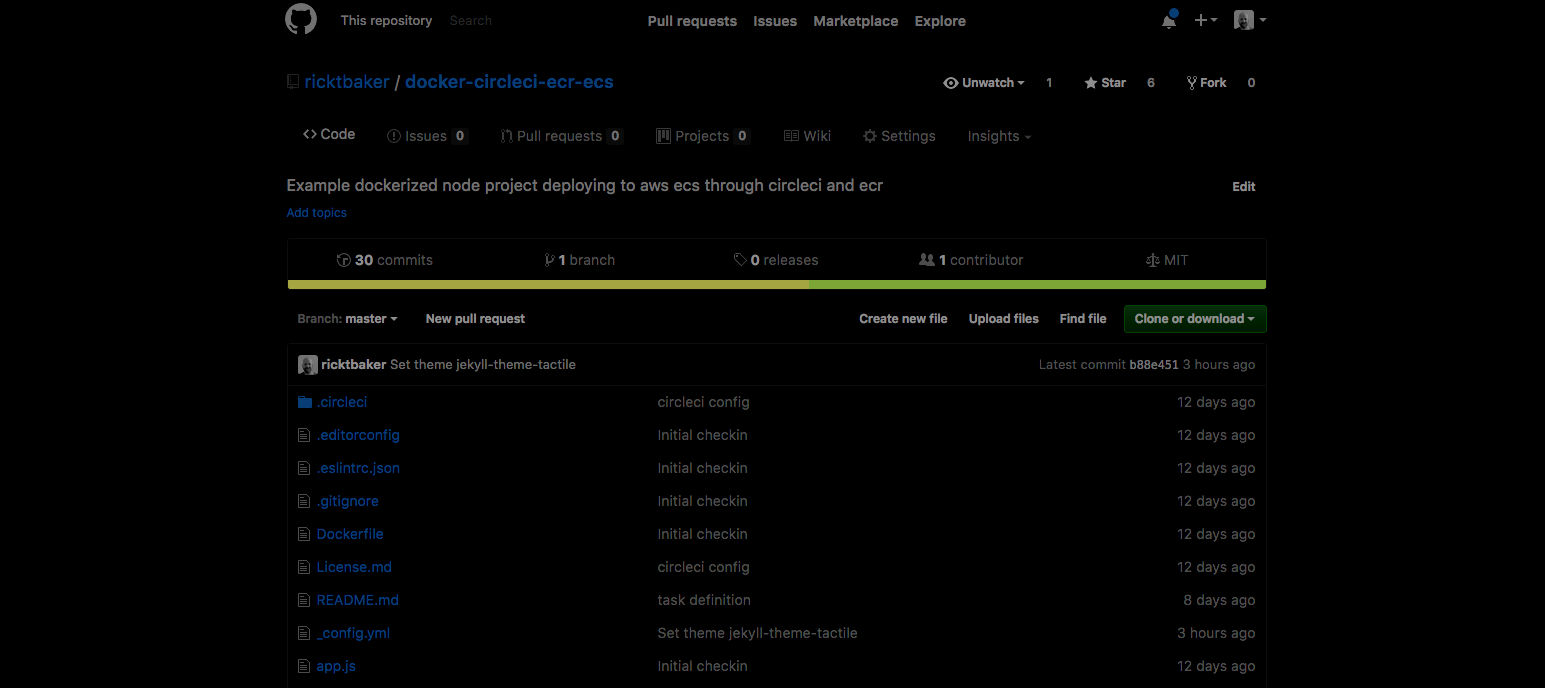 This repository Search Pull requests Issues Marketplace Explore
ricktbaker / docker-circleci-ecr-ecs Unwatch 1 Star 6 Fork 0
Code Issues 0 Pull requests 0 Projects 0 Wiki Settings Insights
Example dockerized node project deploying to aws ecs through circleci and ecr Edit
Add topics
30 commits 1 branch 0 releases 1 contributor MIT
Branch: master New pull request Create new file Upload files Find file Clone or download
ricktbaker Set theme jekyll-theme-tactile Latest commit b88e451 3 hours ago
.circleci circleci config 12 days ago
.editorconfig Initial checkin 12 days ago
.eslintrc.json Initial checkin 12 days ago
.gitignore Initial checkin 12 days ago
Dockerfile Initial checkin 12 days ago
License.md circleci config 12 days ago
README.md task definition 8 days ago
_config.yml Set theme jekyll-theme-tactile 3 hours ago
app.js Initial checkin 12 days ago